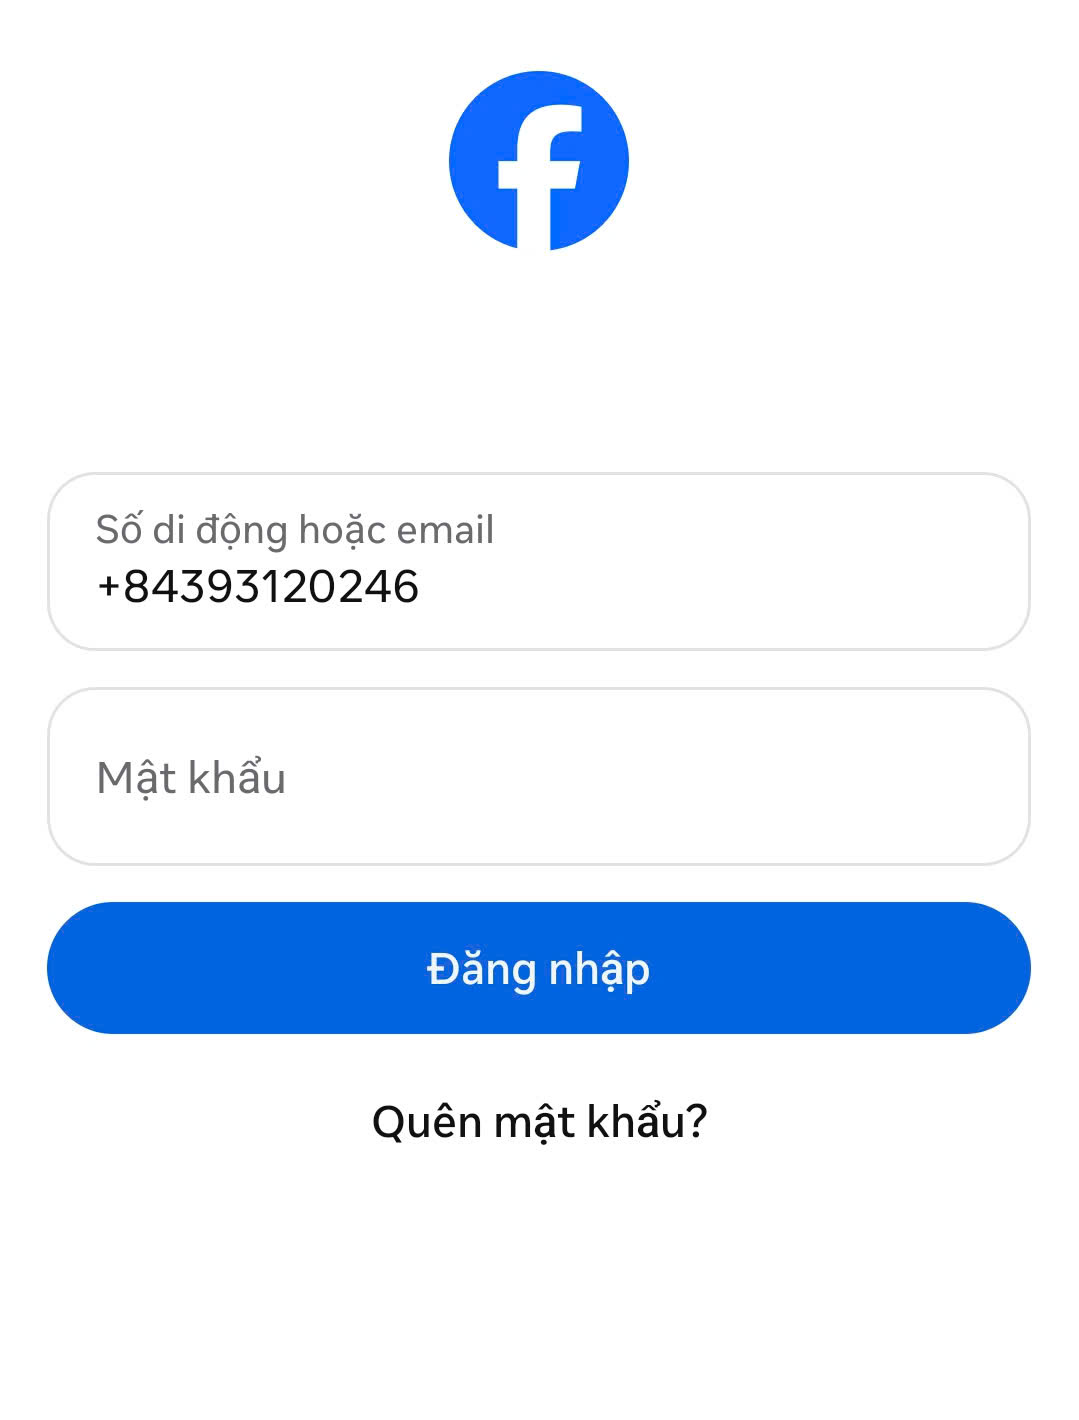 Số di động hoặc email
+84393120246
Mật khẩu
Đăng nhập
Quên mật khẩu?